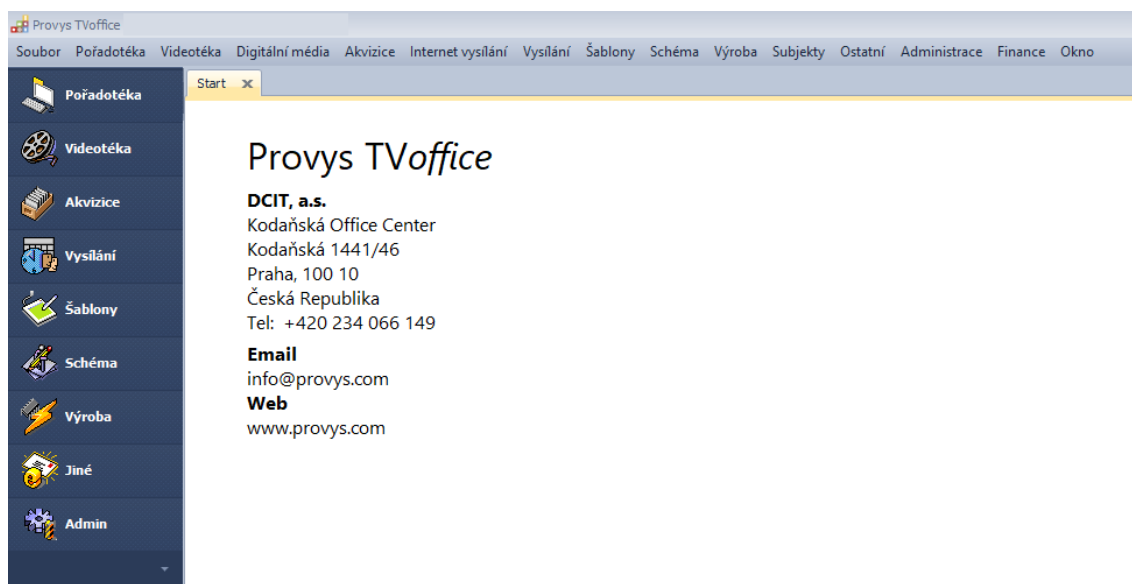 Provys TVoffice
Soubor Pořadotéka Videotéka Digitální média Akvizice Internet vysílání Vysílání Šablony Schéma Výroba Subjekty Ostatní Administrace Finance Okno
Start
Pořadotéka
Videotéka
Akvizice
Vysílání
Šablony
Schéma
Výroba
Jiné
Admin
Provys TVoffice
DCIT, a.s.
Kodaňská Office Center
Kodaňská 1441/46
Praha, 100 10
Česká Republika
Tel: +420 234 066 149
Email
info@provys.com
Web
www.provys.com